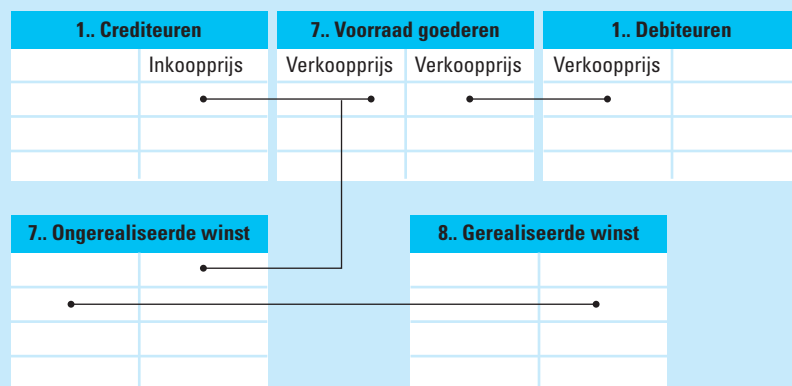 1.. Crediteuren
7.. Voorraad goederen
1.. Debiteuren
Inkoopprijs
Verkoopprijs
Verkoopprijs
Verkoopprijs
7.. Ongerealiseerde winst
8.. Gerealiseerde winst